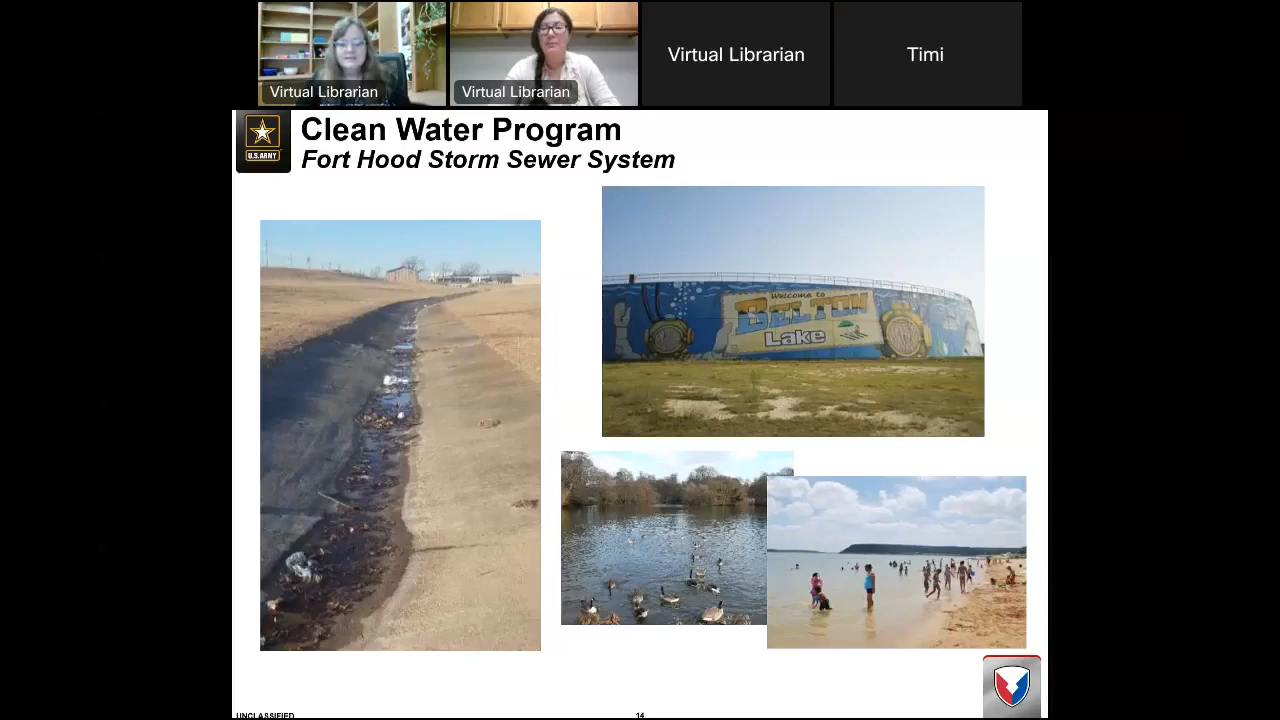 Virtual Librarian
Virtual Librarian
Virtual Librarian
Timi
U.S.ARMY
Clean Water Program
Fort Hood Storm Sewer System
Welcome to
BELTON
Lake
UNCLASSIFIED
14